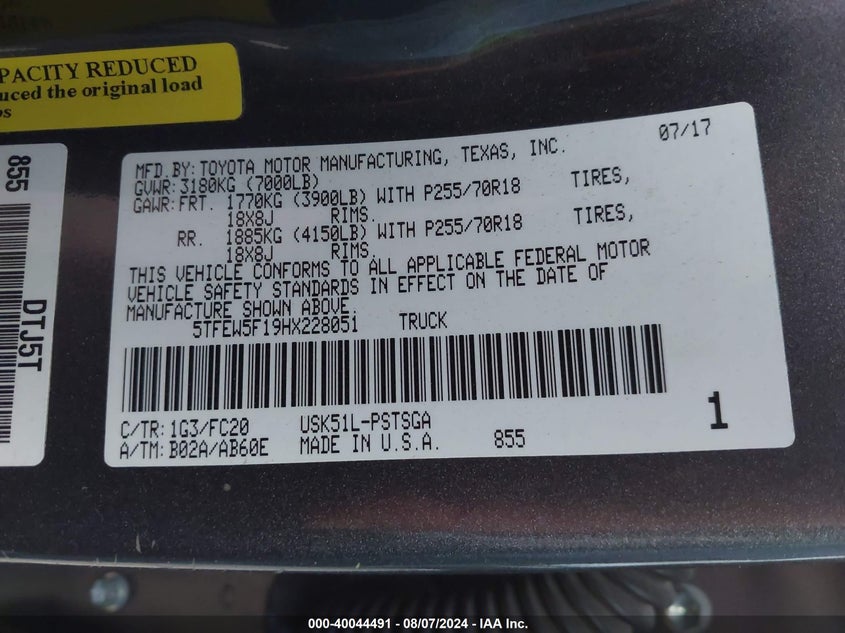 PACITY REDUCED
uced the original load
os
855
DTJ5T
07/17
MFD.BY: TOYOTA MOTOR MANUFACTURING, TEXAS, INC.
GVWR: 3180KG (7000LB)
GAWR: FRT. 1770KG (3900LB) WITH P255/70R18 TIRES,
18X8J RIMS.
RR. 1885KG (4150LB) WITH P255/70R18 TIRES,
18X8J RIMS.
THIS VEHICLE CONFORMS TO ALL APPLICABLE FEDERAL MOTOR
VEHICLE SAFETY STANDARDS IN EFFECT ON THE DATE OF
MANUFACTURE SHOWN ABOVE.
5TFEW5F19HX228051 TRUCK
C/TR: 1G3/FC20 USK51L-PSTSGA
A/TM: B02A/AB60E MADE IN U.S.A. 855
1
000-40044491 - 08/07/2024 - IAA Inc.